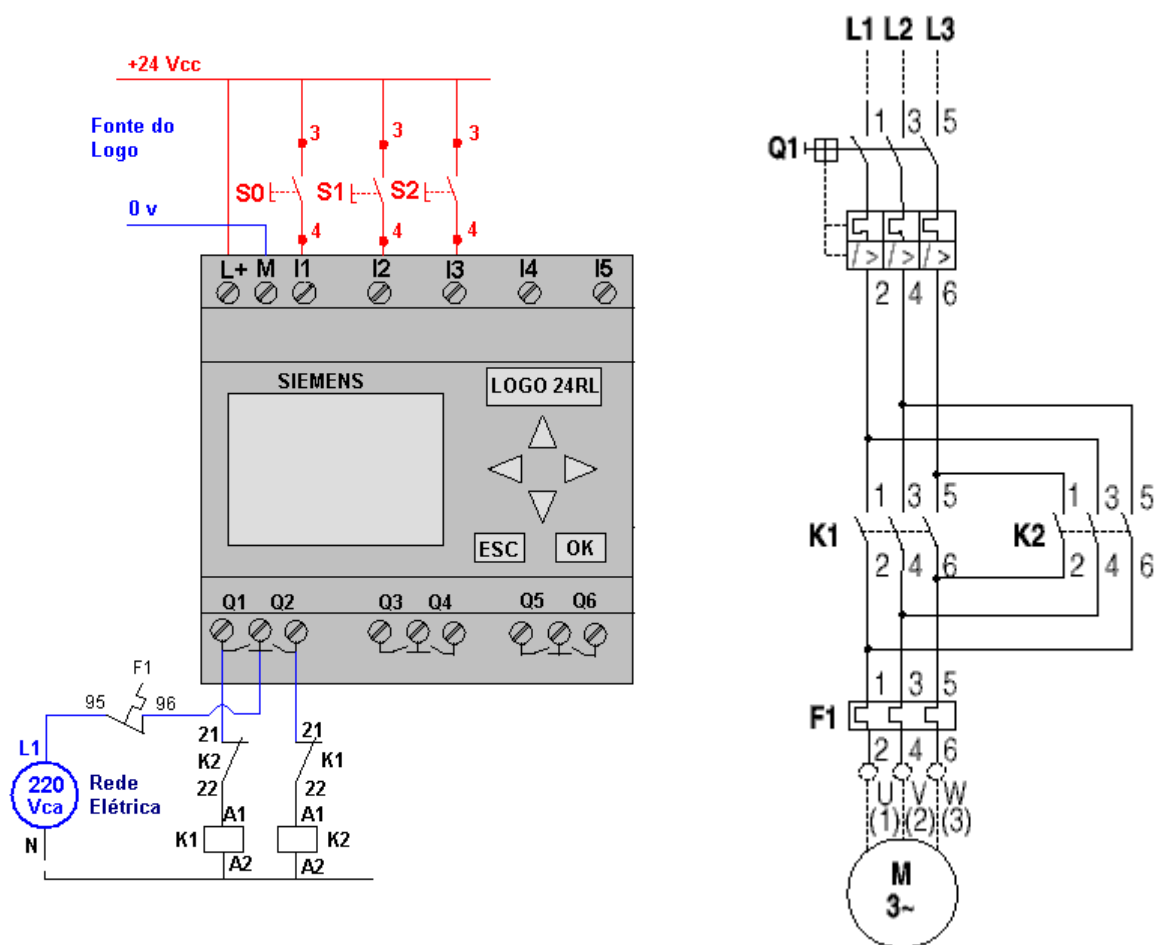 +24 Vcc
Fonte do
Logo
0 v
3 3 3
S0 S1 S2
4 4 4
L+ M I1 I2 I3 I4 I5
SIEMENS
LOGO 24RL
ESC OK
Q1 Q2 Q3 Q4 Q5 Q6
F1
95 96
L1
220
Vca
Rede
Elétrica
N
21 21
K2 K1
22 22
A1 A1
K1 K2
A2 A2
L1 L2 L3
1 3 5
Q1
/> /> />
2 4 6
1 3 5 1 3 5
K1 K2
2 4 6 2 4 6
1 3 5
F1
2 4 6
U V W
(1) (2) (3)
M
3~